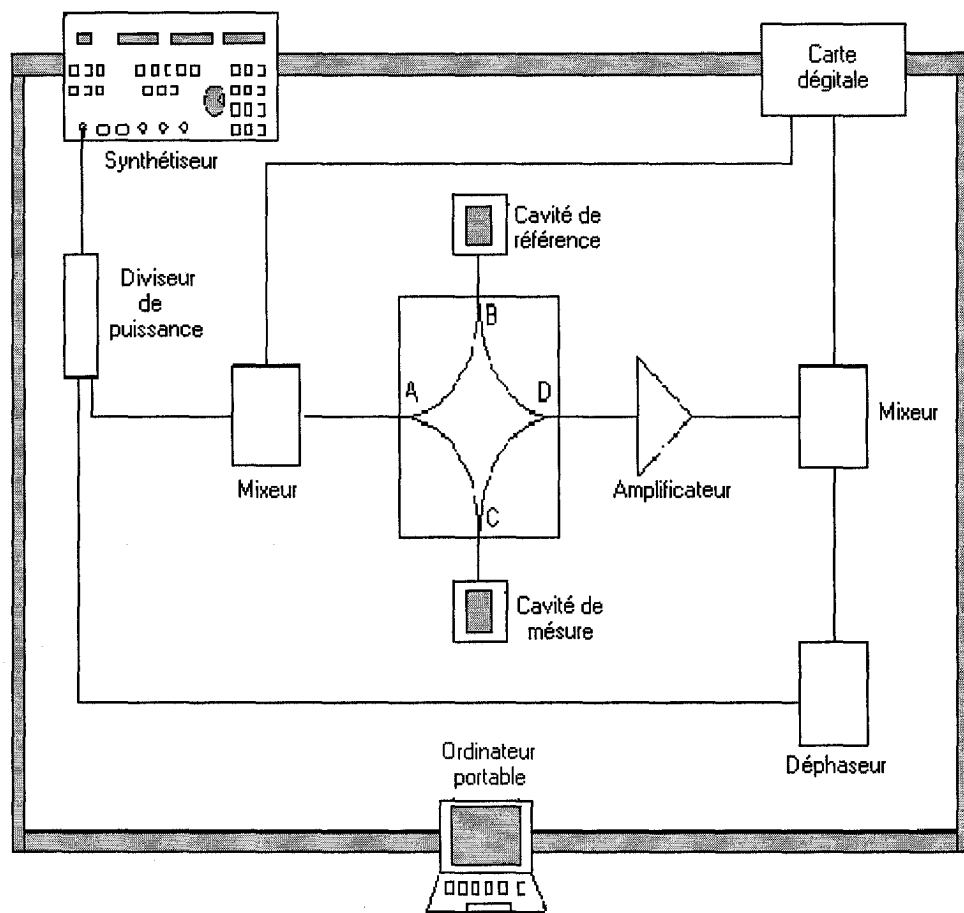 Carte
dégitale
Synthétiseur
Cavité de
référence
Diviseur
de
puissance
B
A
D
Mixeur
Mixeur
Amplificateur
C
Cavité de
mésure
Déphaseur
Ordinateur
portable